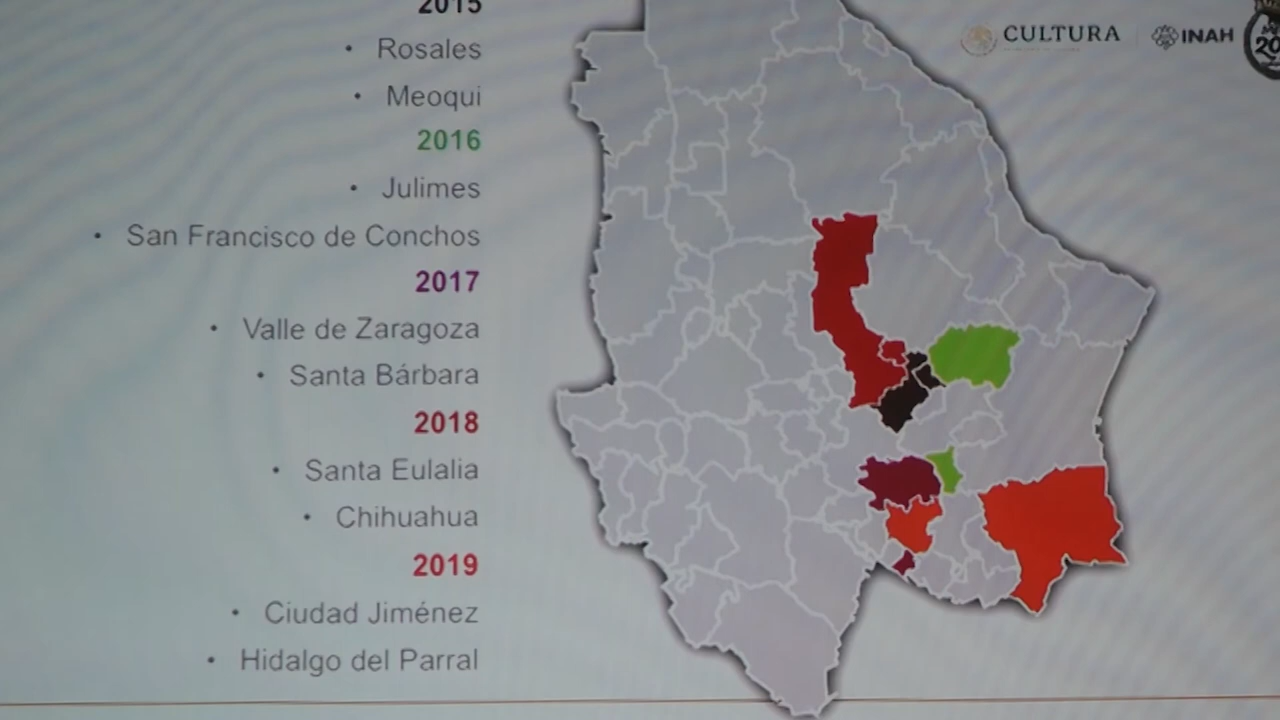 2015
• Rosales
• Meoqui
2016
• Julimes
• San Francisco de Conchos
2017
• Valle de Zaragoza
• Santa Bárbara
2018
• Santa Eulalia
• Chihuahua
2019
• Ciudad Jiménez
• Hidalgo del Parral
CULTURA
INAH